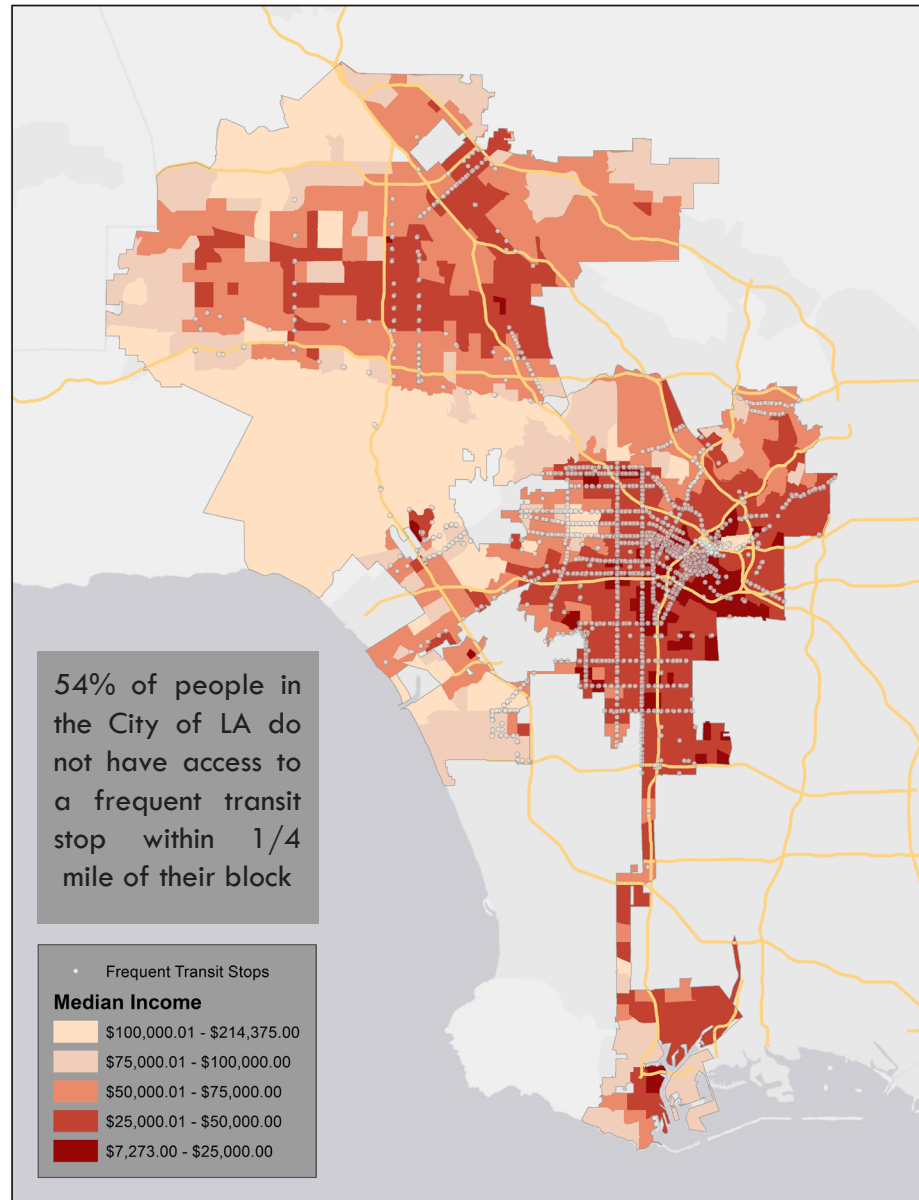 54% of people in
the City of LA do
not have access to
a frequent transit
stop within 1/4
mile of their block
Frequent Transit Stops
Median Income
$100,000.01 - $214,375.00
$75,000.01 - $100,000.00
$50,000.01 - $75,000.00
$25,000.01 - $50,000.00
$7,273.00 - $25,000.00